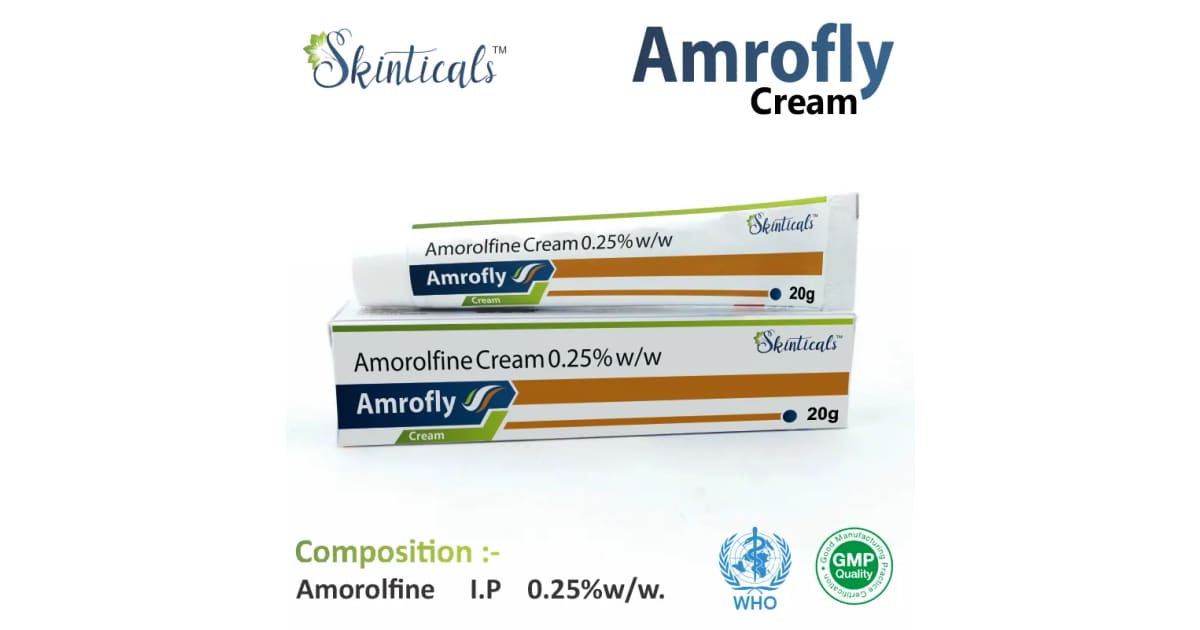 Skinticals™
Amrofly
Cream
Skinticals™
Amorolfine Cream 0.25% w/w
Amrofly
Cream
20g
Skinticals™
Amorolfine Cream 0.25% w/w
Amrofly
Cream
20g
Composition :-
Amorolfine I.P 0.25%w/w.
WHO
Good Manufacturing Practice Certification
GMP
Quality